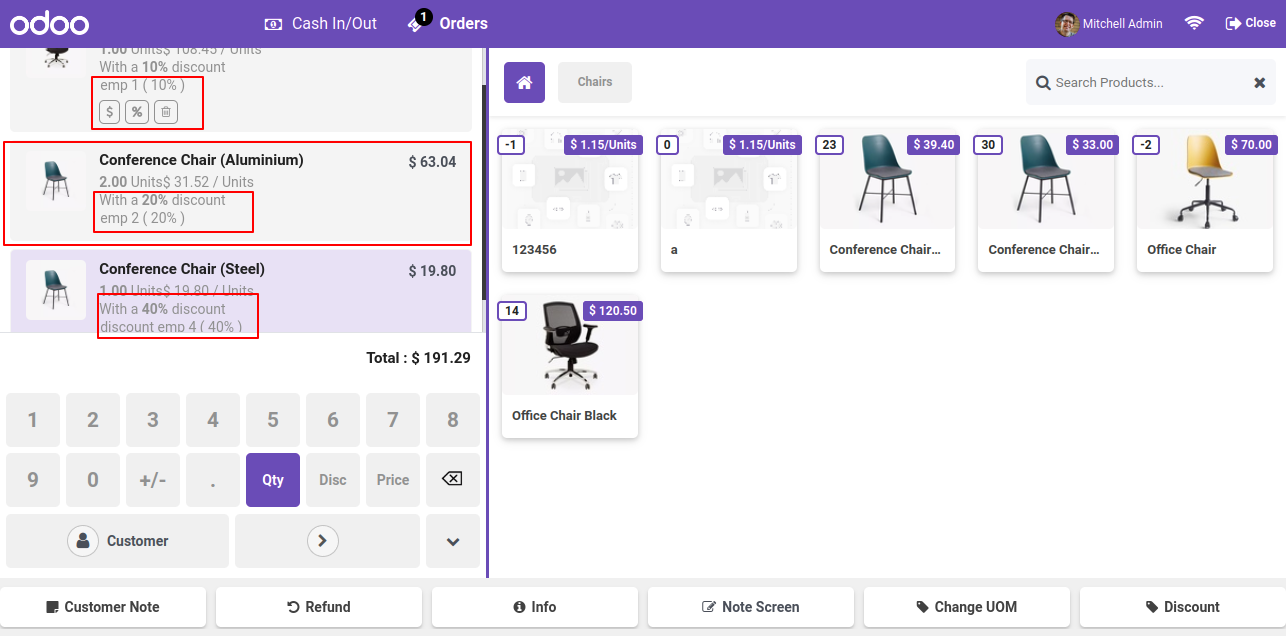 odoo
Cash In/Out
1
Orders
Mitchell Admin
Close
1.00 Units$ 108.45 / Units
With a 10% discount
emp 1 ( 10% )
$ %
Conference Chair (Aluminium) $ 63.04
2.00 Units$ 31.52 / Units
With a 20% discount
emp 2 ( 20% )
Conference Chair (Steel) $ 19.80
1.00 Units$ 19.80 / Units
With a 40% discount
discount emp 4 ( 40% )
Total : $ 191.29
1 2 3 4 5 6 7 8
9 0 +/- . Qty Disc Price
Customer
Chairs
Search Products...
-1 $ 1.15/Units
123456
0 $ 1.15/Units
a
23 $ 39.40
Conference Chair...
30 $ 33.00
Conference Chair...
-2 $ 70.00
Office Chair
14 $ 120.50
Office Chair Black
Customer Note
Refund
Info
Note Screen
Change UOM
Discount